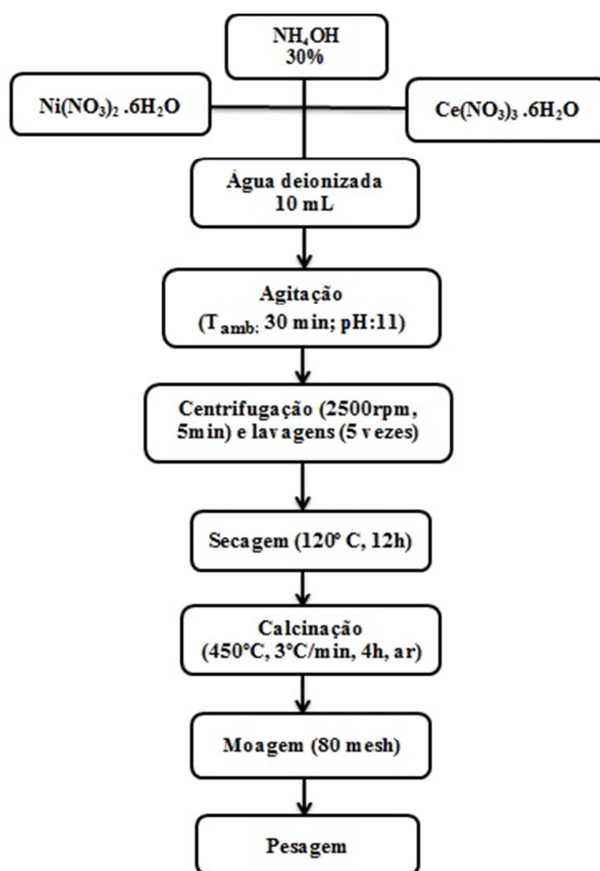 NH₄OH
30%
Ni(NO₃)₂ .6H₂O
Ce(NO₃)₃ .6H₂O
Água deionizada
10 mL
Agitação
(Tamb: 30 min; pH:11)
Centrifugação (2500rpm,
5min) e lavagens (5 vezes)
Secagem (120° C, 12h)
Calcinação
(450°C, 3°C/min, 4h, ar)
Moagem (80 mesh)
Pesagem